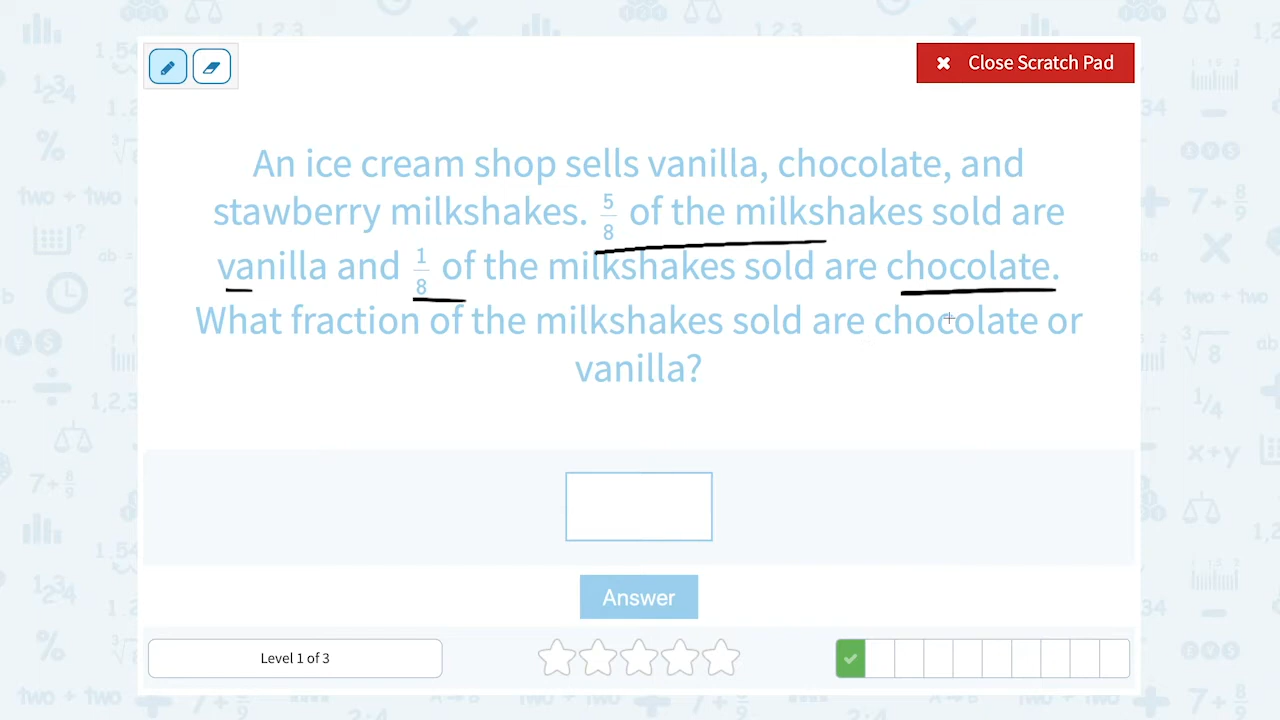 Close Scratch Pad
An ice cream shop sells vanilla, chocolate, and
stawberry milkshakes. 5/8 of the milkshakes sold are
vanilla and 1/8 of the milkshakes sold are chocolate.
What fraction of the milkshakes sold are chocolate or
vanilla?
Answer
Level 1 of 3